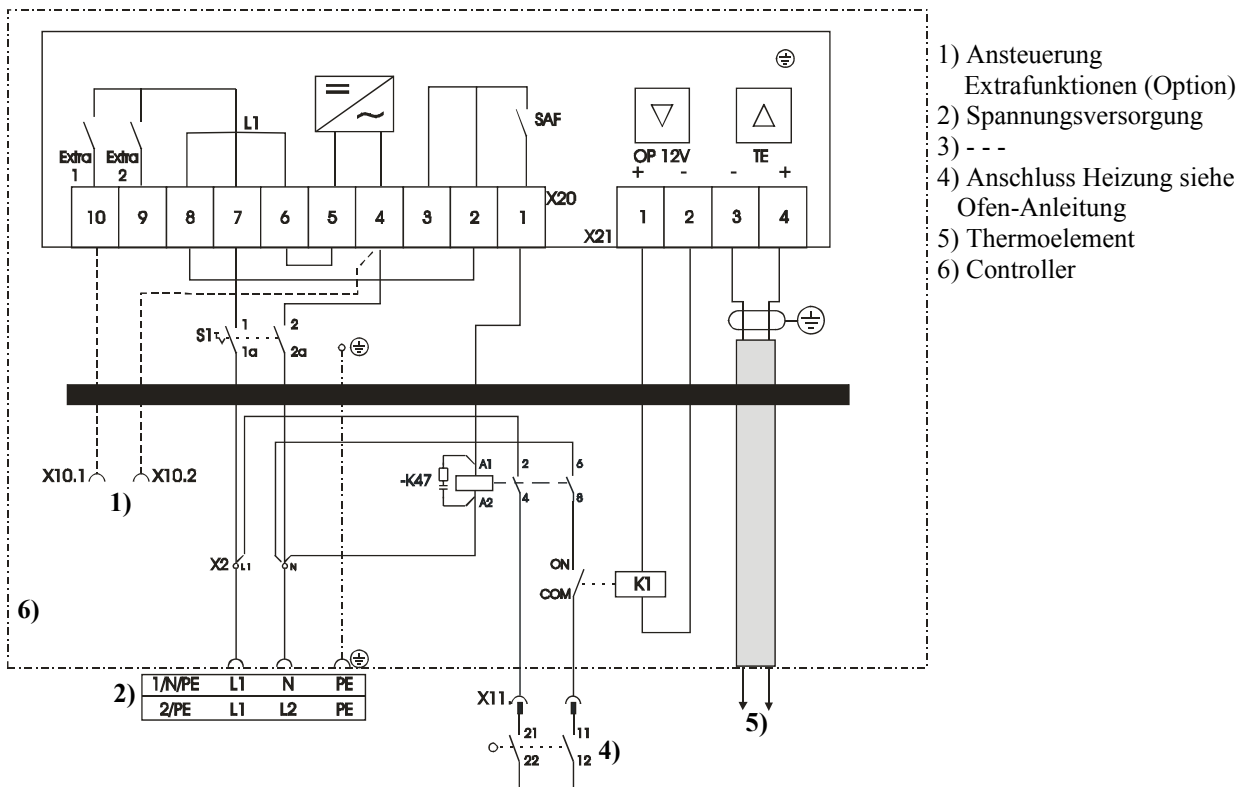 1) Ansteuerung
Extrafunktionen (Option)
2) Spannungsversorgung
3) - - -
4) Anschluss Heizung siehe
Ofen-Anleitung
5) Thermoelement
6) Controller
L1
SAF
Extra Extra
1 2
OP 12V TE
+ - - +
X20
10 9 8 7 6 5 4 3 2 1
X21
1 2 3 4
S1
1 2
1a 2a
X10.1 X10.2
1)
-K47
A1 2 6
A2 4 8
X2 L1 N
ON
COM
K1
6)
2)
1/N/PE L1 N PE
2/PE L1 L2 PE
X11.
21 11
22 12
4)
5)